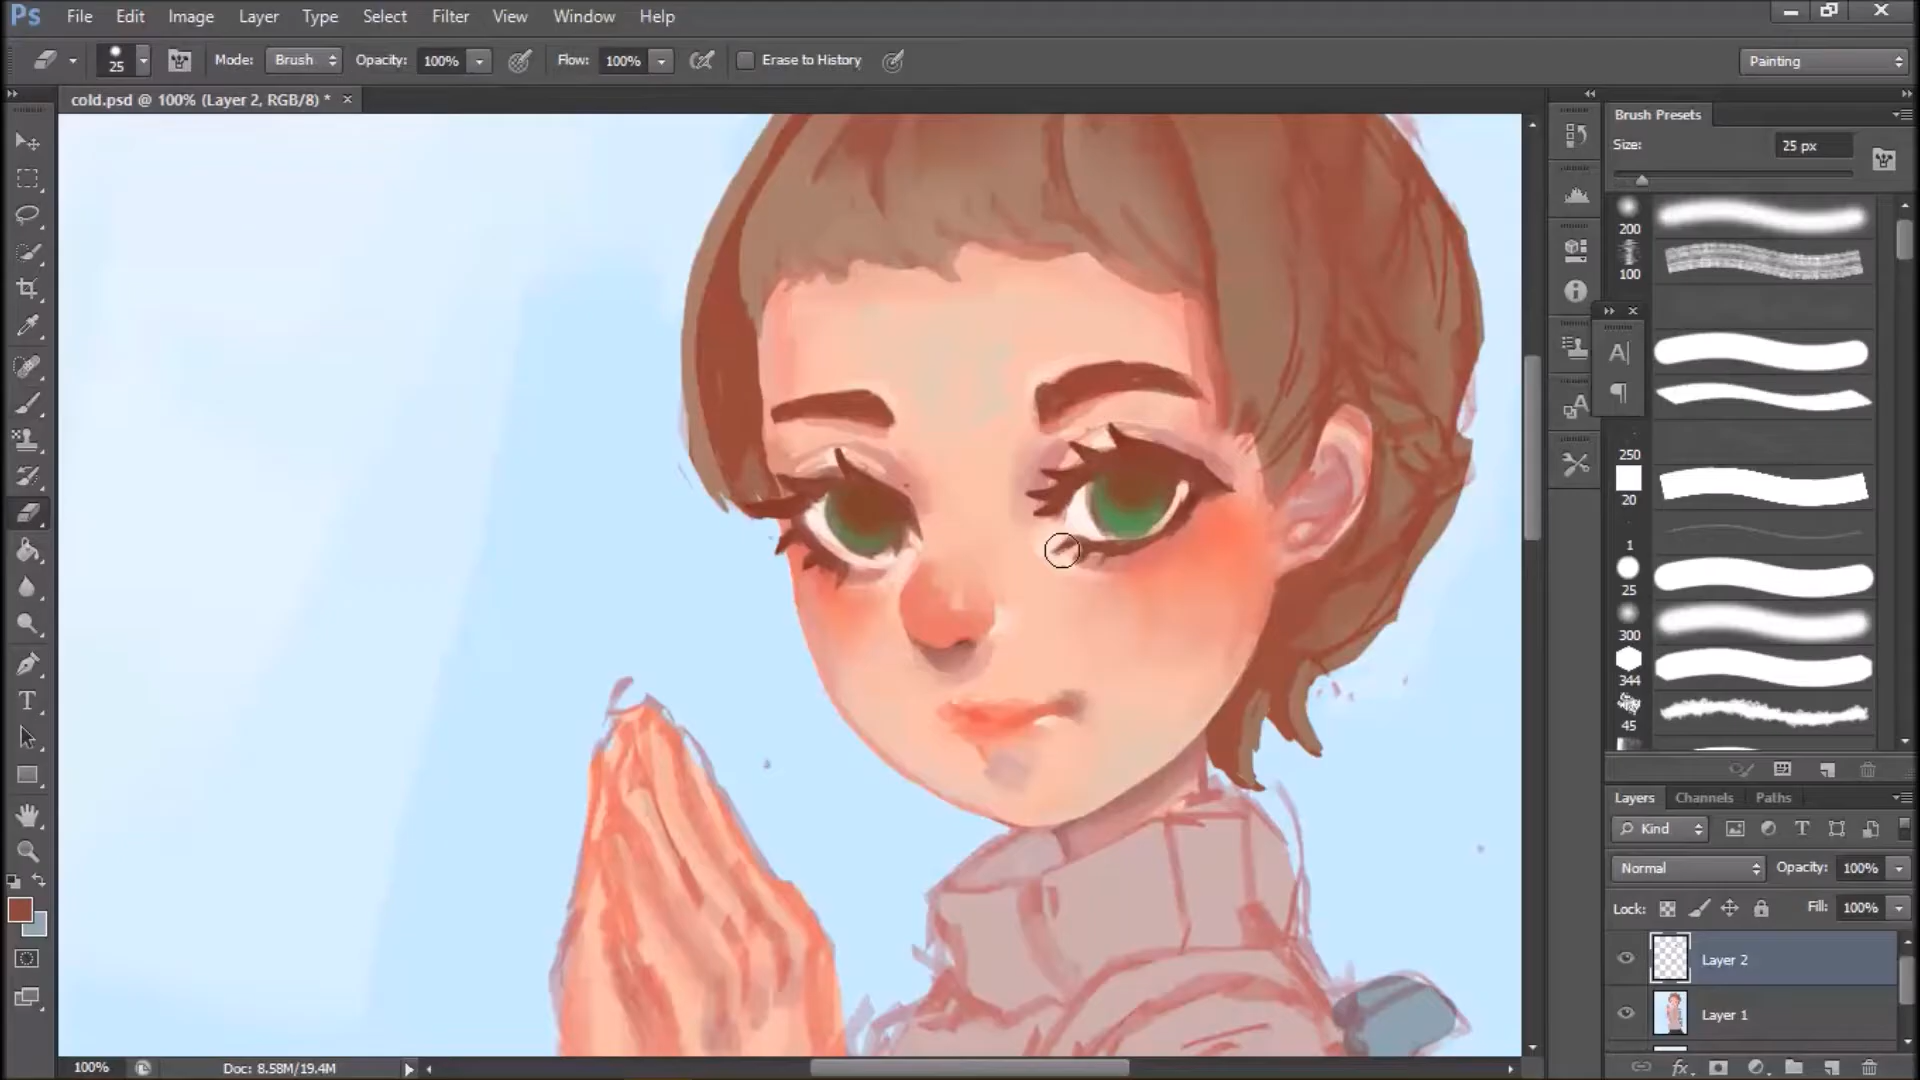 Ps File Edit Image Layer Type Select Filter View Window Help
25 Mode: Brush Opacity: 100% Flow: 100% Erase to History Painting
cold.psd @ 100% (Layer 2, RGB/8) * ×
Brush Presets
Size: 25 px
200
100
250
20
1
25
300
344
45
Layers Channels Paths
Kind
Normal Opacity: 100%
Lock: Fill: 100%
Layer 2
Layer 1
100% Doc: 8.58M/19.4M